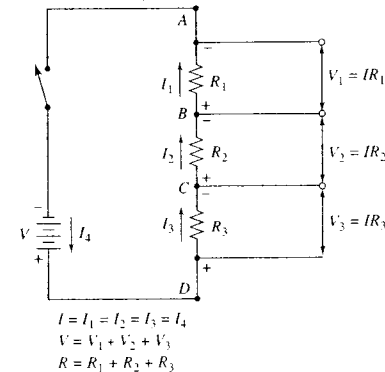 A
−
I₁ R₁ V₁ = IR₁
+
B
−
I₂ R₂ V₂ = IR₂
+
C
−
I₃ R₃ V₃ = IR₃
−
V I₄
+
+
D
I = I₁ = I₂ = I₃ = I₄
V = V₁ + V₂ + V₃
R = R₁ + R₂ + R₃